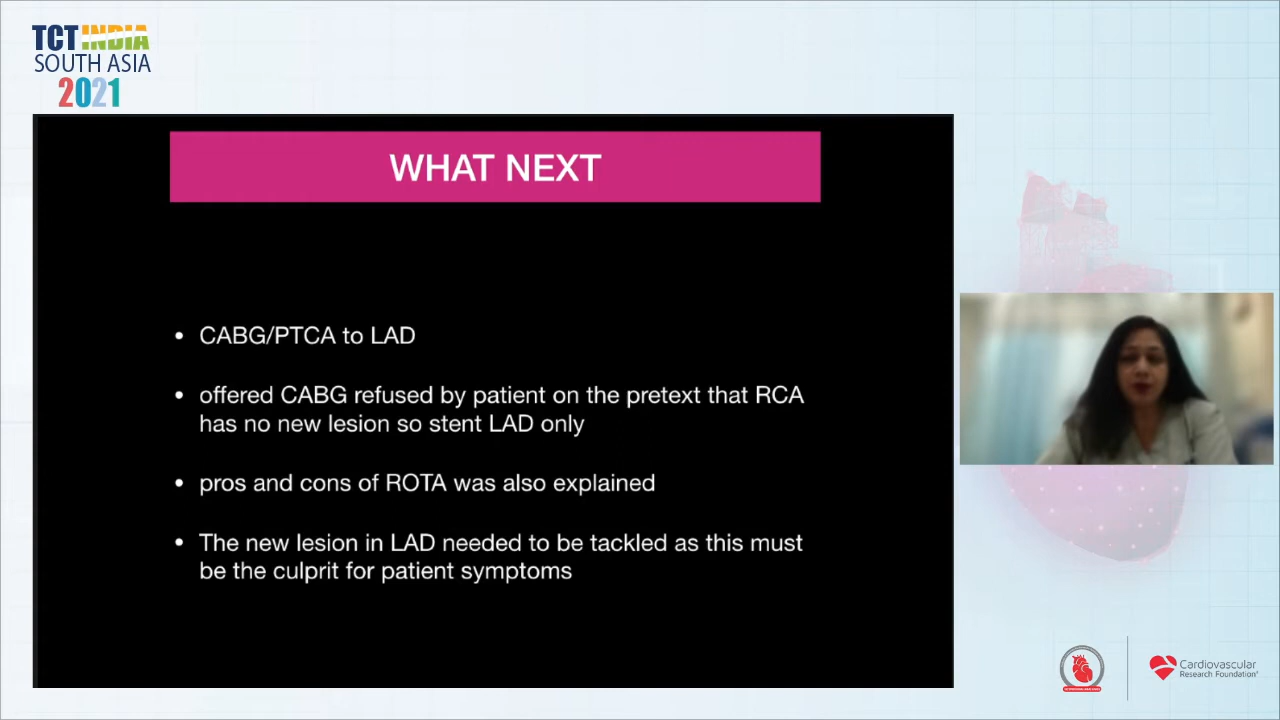 TCT INDIA
SOUTH ASIA
2021
WHAT NEXT
• CABG/PTCA to LAD
• offered CABG refused by patient on the pretext that RCA
has no new lesion so stent LAD only
• pros and cons of ROTA was also explained
• The new lesion in LAD needed to be tackled as this must
be the culprit for patient symptoms
Cardiovascular
Research Foundation®